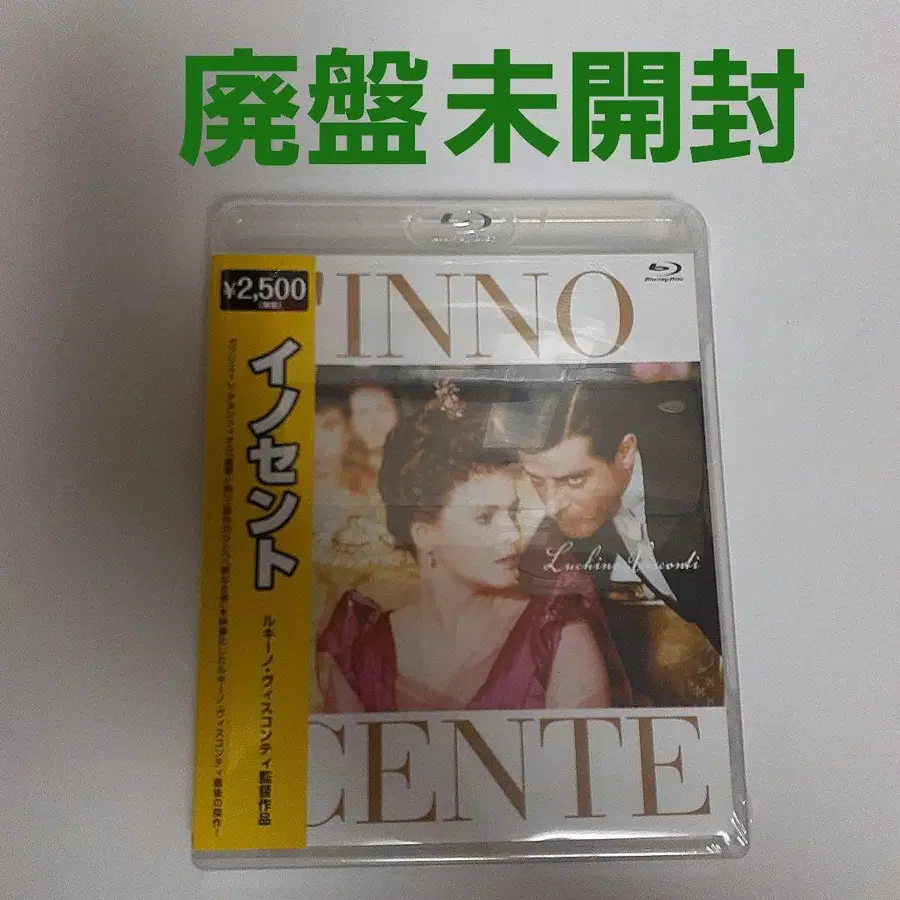 廃盤未開封
Blu-ray Disc
¥2,500
L'INNO
イノセント
Luchino Visconti
ルキーノ・ヴィスコンティ監督作品
CENTE